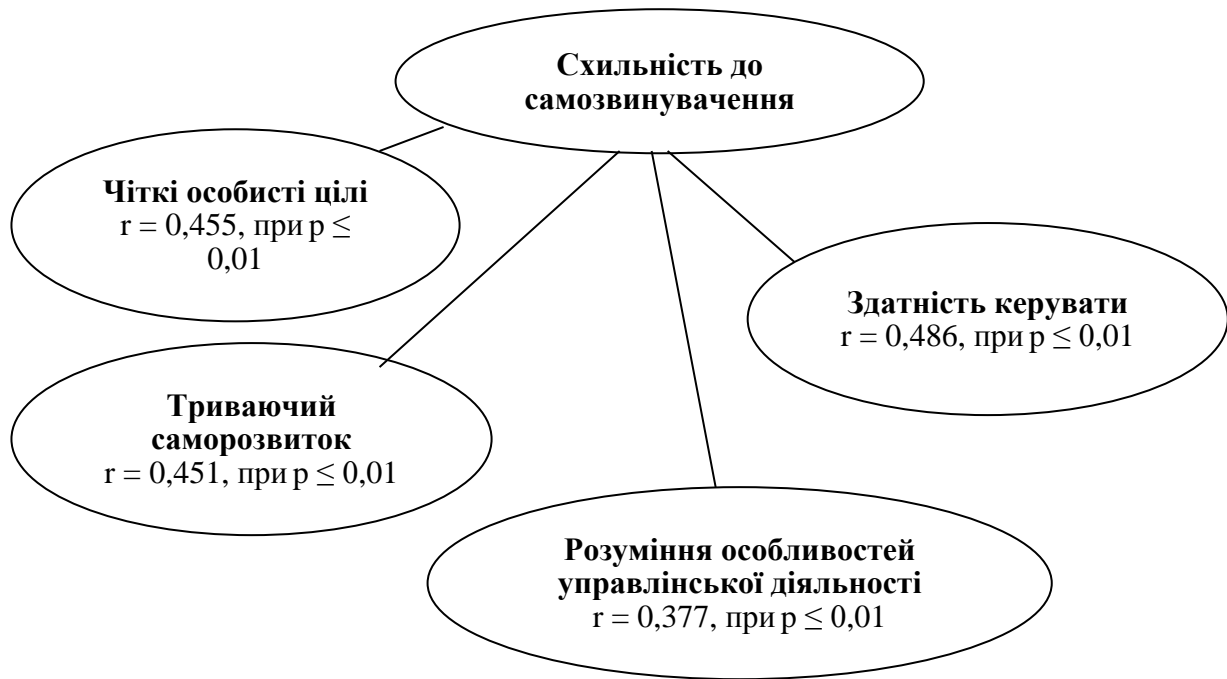 Схильність до
самозвинувачення
Чіткі особисті цілі
r = 0,455, при p ≤
0,01
Здатність керувати
r = 0,486, при p ≤ 0,01
Триваючий
саморозвиток
r = 0,451, при p ≤ 0,01
Розуміння особливостей
управлінської діяльності
r = 0,377, при p ≤ 0,01